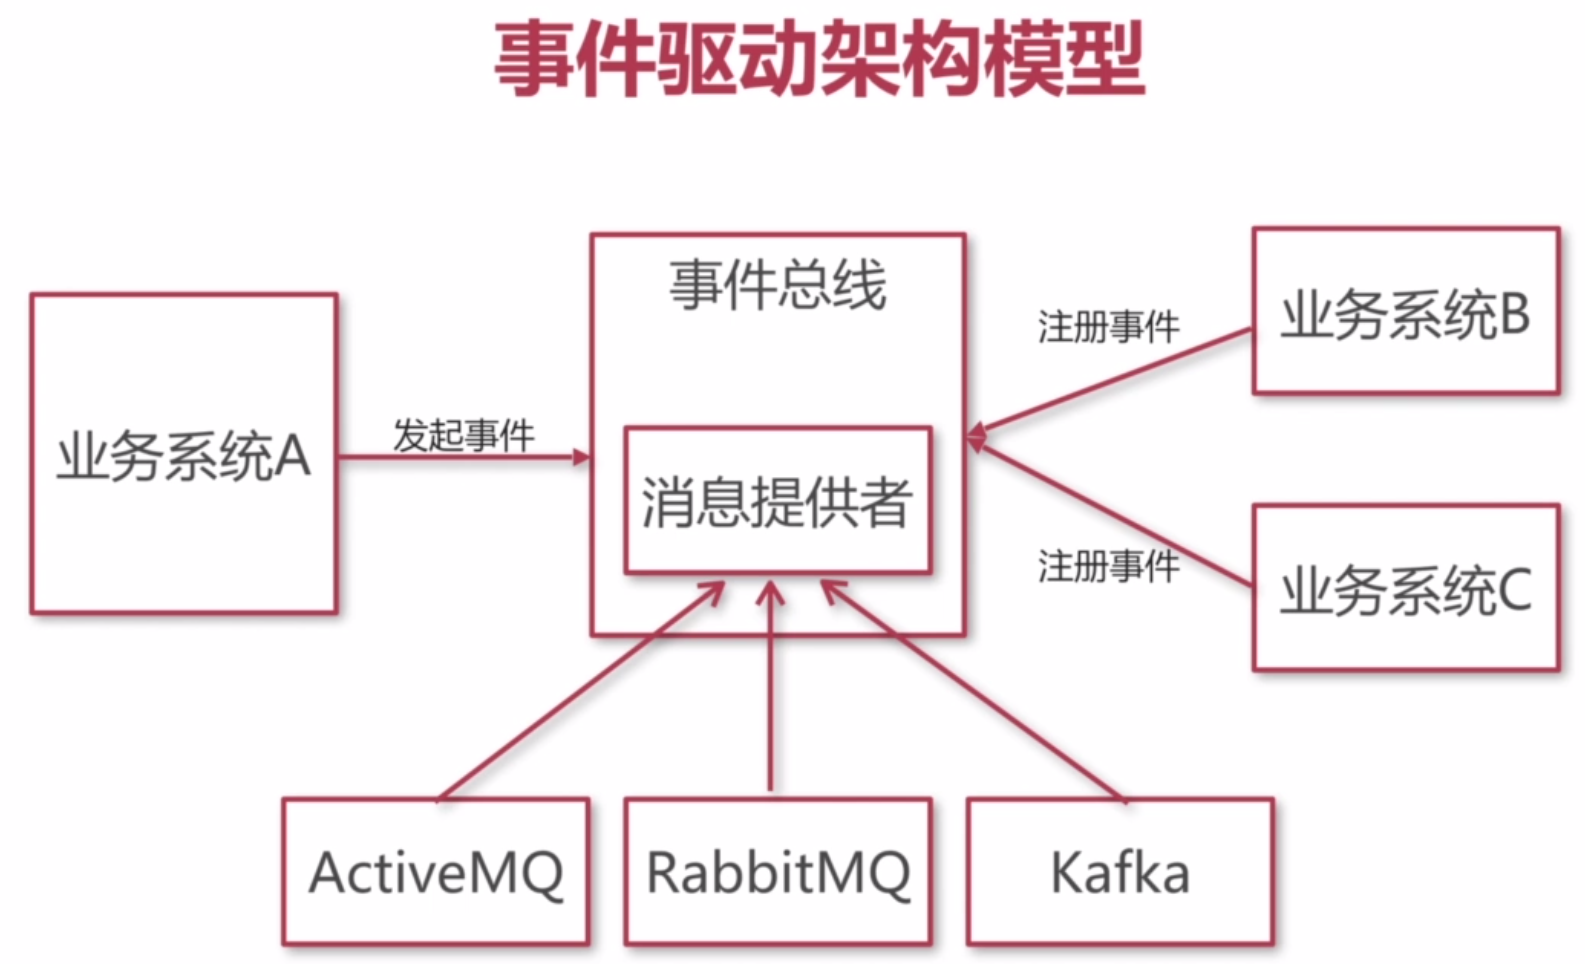 事件驱动架构模型
事件总线
业务系统B
注册事件
发起事件
业务系统A
消息提供者
注册事件
业务系统C
ActiveMQ
RabbitMQ
Kafka